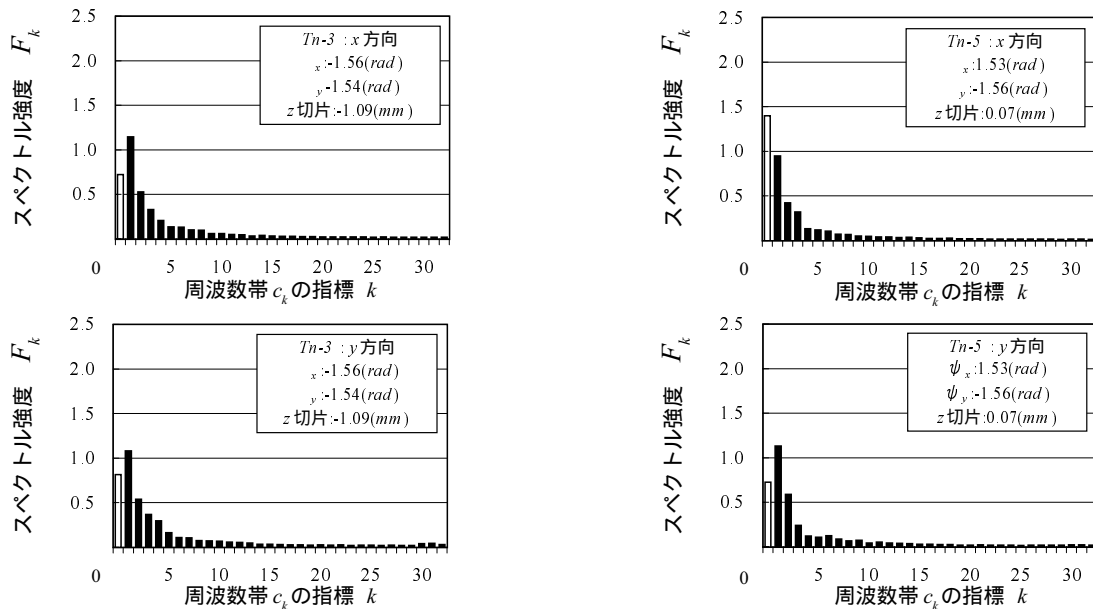 スペクトル強度 F_k
2.5
2.0
1.5
1.0
0.5
0 5 10 15 20 25 30
周波数帯 c_k の指標 k
Tn-3 : x 方向
x :-1.56(rad)
y -1.54(rad)
z 切片:-1.09(mm)
スペクトル強度 F_k
2.5
2.0
1.5
1.0
0.5
0 5 10 15 20 25 30
周波数帯 c_k の指標 k
Tn-5 : x 方向
x :1.53(rad)
y :-1.56(rad)
z 切片:0.07(mm)
スペクトル強度 F_k
2.5
2.0
1.5
1.0
0.5
0 5 10 15 20 25 30
周波数帯 c_k の指標 k
Tn-3 : y 方向
x :-1.56(rad)
y :-1.54(rad)
z 切片:-1.09(mm)
スペクトル強度 F_k
2.5
2.0
1.5
1.0
0.5
0 5 10 15 20 25 30
周波数帯 c_k の指標 k
Tn-5 : y 方向
ψ x :1.53(rad)
ψ y :-1.56(rad)
z 切片:0.07(mm)